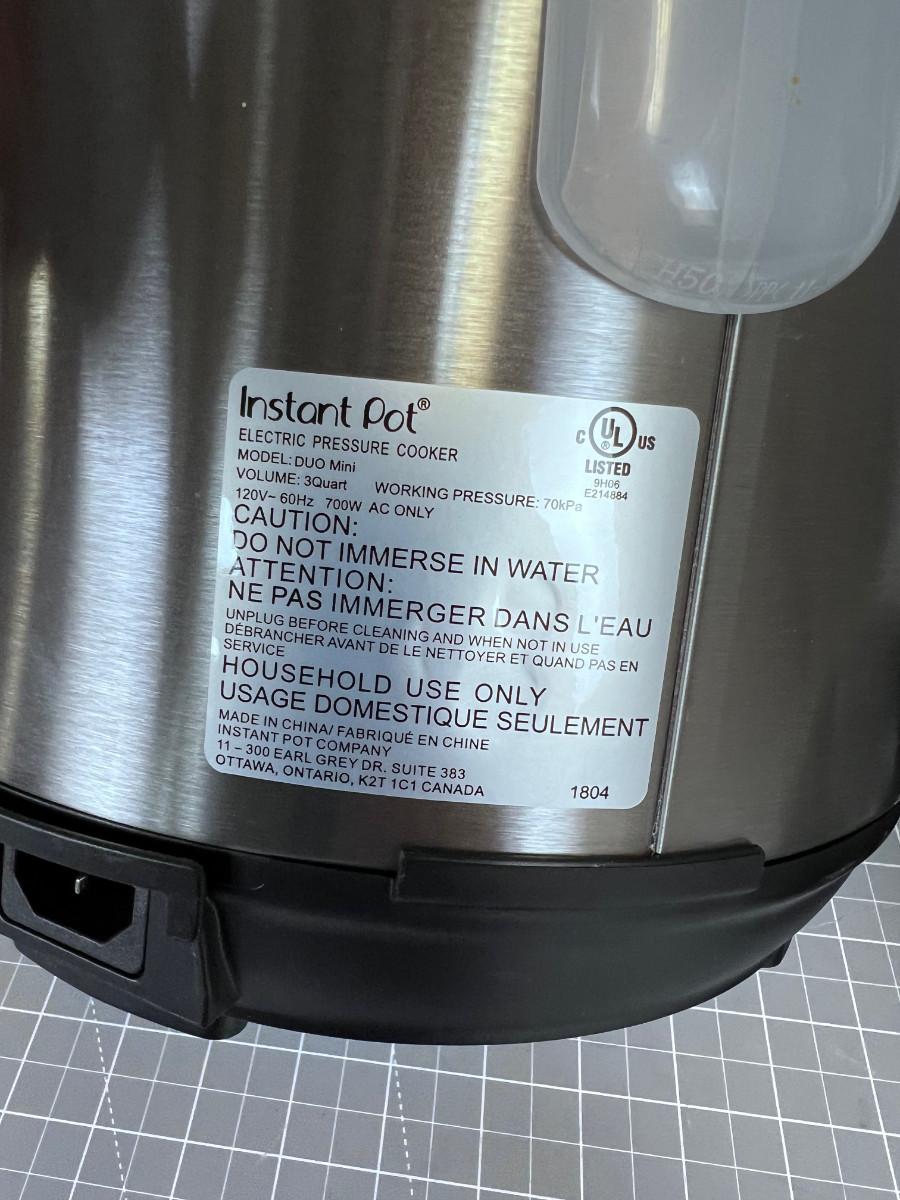 Instant Pot®
ELECTRIC PRESSURE COOKER
MODEL: DUO Mini
VOLUME: 3Quart WORKING PRESSURE: 70kPa
120V~ 60Hz 700W AC ONLY
C UL® US
LISTED
9H06
E214884
CAUTION:
DO NOT IMMERSE IN WATER
ATTENTION:
NE PAS IMMERGER DANS L'EAU
UNPLUG BEFORE CLEANING AND WHEN NOT IN USE
DÉBRANCHER AVANT DE LE NETTOYER ET QUAND PAS EN
SERVICE
HOUSEHOLD USE ONLY
USAGE DOMESTIQUE SEULEMENT
MADE IN CHINA/ FABRIQUÉ EN CHINE
INSTANT POT COMPANY
11 – 300 EARL GREY DR. SUITE 383
OTTAWA, ONTARIO, K2T 1C1 CANADA
1804